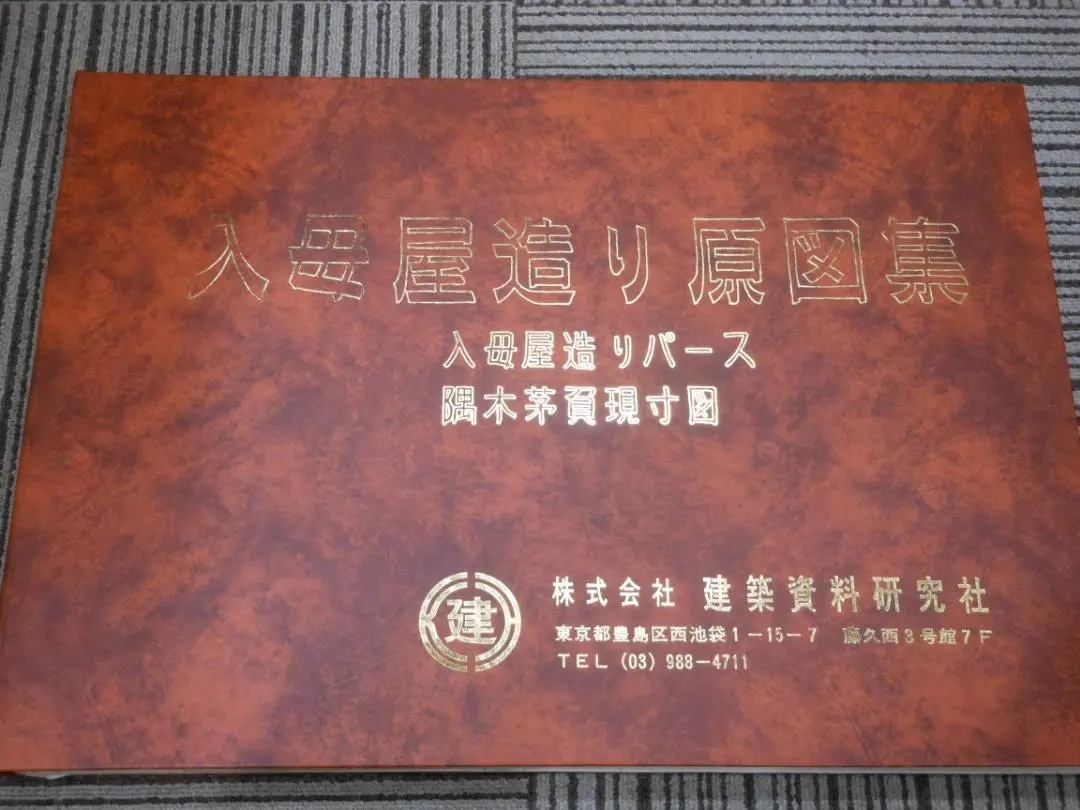 入母屋造り原図集
入母屋造りパース
隅木茅負現寸図
建
株式会社 建築資料研究社
東京都豊島区西池袋1-15-7 藤久西3号館7F
TEL (03) 988-4711